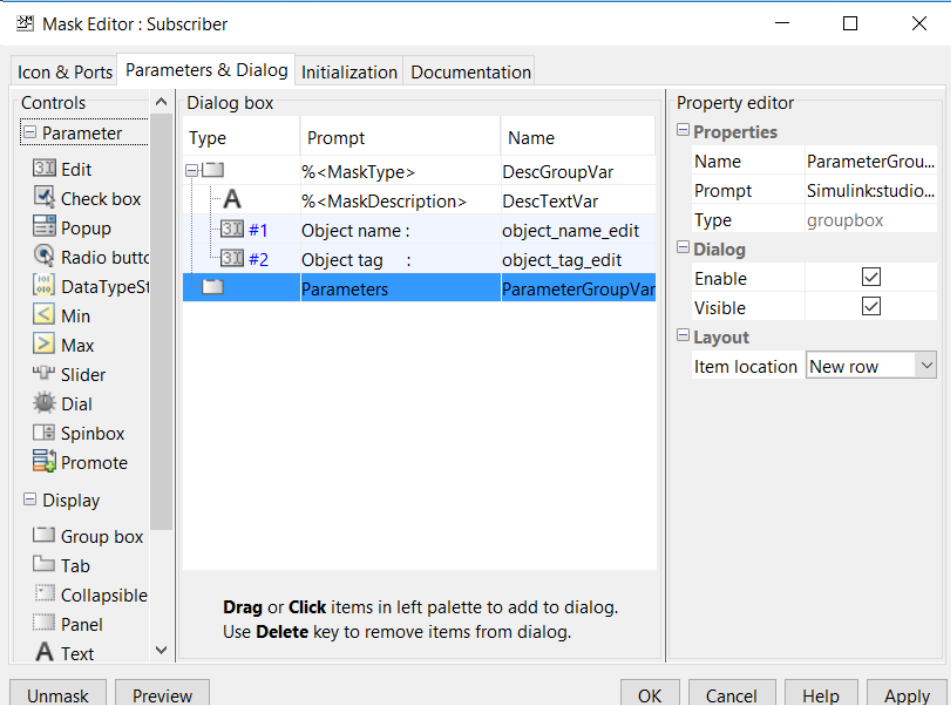 Mask Editor : Subscriber
Icon & Ports Parameters & Dialog Initialization Documentation
Controls
Parameter
Edit
Check box
Popup
Radio butto
DataTypeSt
Min
Max
Slider
Dial
Spinbox
Promote
Display
Group box
Tab
Collapsible
Panel
A Text
Dialog box
Type Prompt Name
%<MaskType> DescGroupVar
A %<MaskDescription> DescTextVar
#1 Object name : object_name_edit
#2 Object tag : object_tag_edit
Parameters ParameterGroupVar
Drag or Click items in left palette to add to dialog.
Use Delete key to remove items from dialog.
Property editor
Properties
Name ParameterGrou...
Prompt Simulink:studio...
Type groupbox
Dialog
Enable
Visible
Layout
Item location New row
Unmask Preview OK Cancel Help Apply